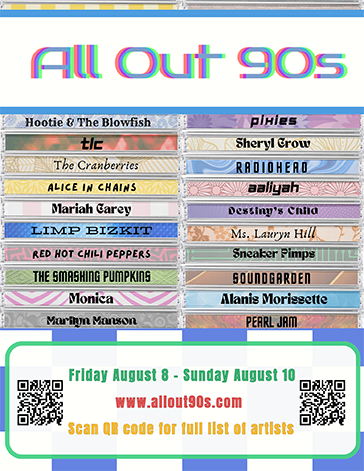 All Out 90s
Hootie & The Blowfish
tlc
The Cranberries
ALICE IN CHAINS
Mariah Carey
LIMP BIZKIT
RED HOT CHILI PEPPERS
THE SMASHING PUMPKINS
Monica
Marilyn Manson
pixies
Sheryl Crow
RADIOHEAD
aaliyah
Destiny's Child
Ms. Lauryn Hill
Sneaker Pimps
SOUNDGARDEN
Alanis Morissette
PEARL JAM
Friday August 8 - Sunday August 10
www.allout90s.com
Scan QR code for full list of artists